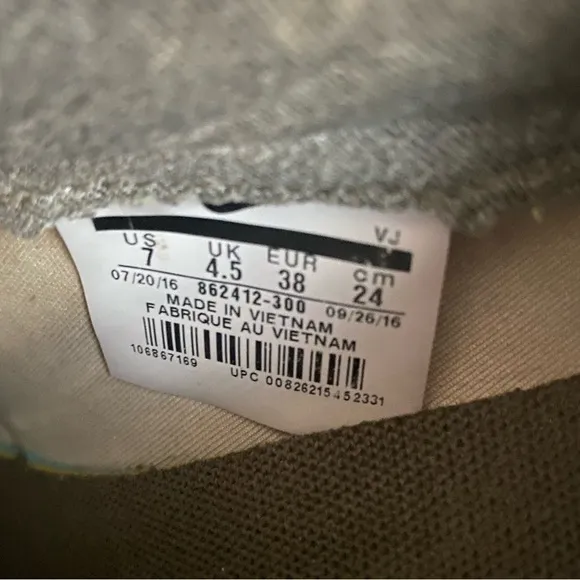 VJ
US UK EUR cm
7 4.5 38 24
07/20/16 862412-300 09/26/16
MADE IN VIETNAM
FABRIQUE AU VIETNAM
106867169
UPC 00826215452331